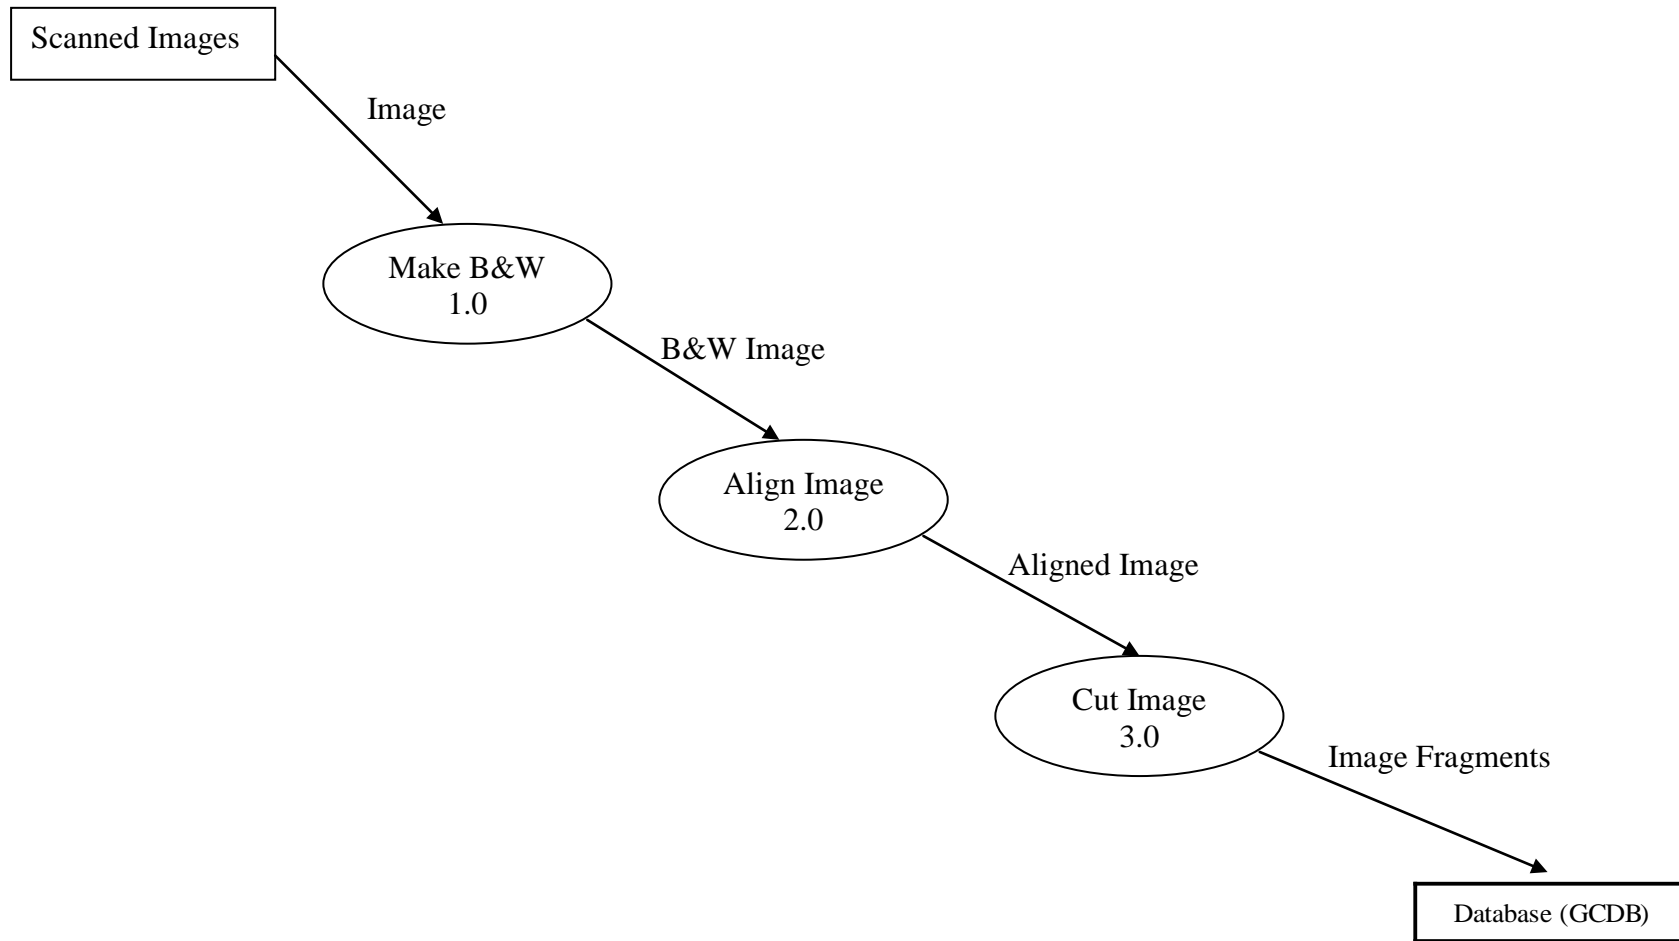 Scanned Images
Image
Make B&W
1.0
B&W Image
Align Image
2.0
Aligned Image
Cut Image
3.0
Image Fragments
Database (GCDB)